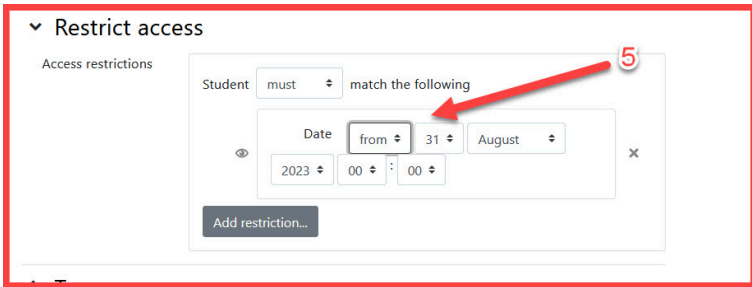 Restrict access
5
Access restrictions
Student must match the following
Date from 31 August
2023 00 : 00
Add restriction...